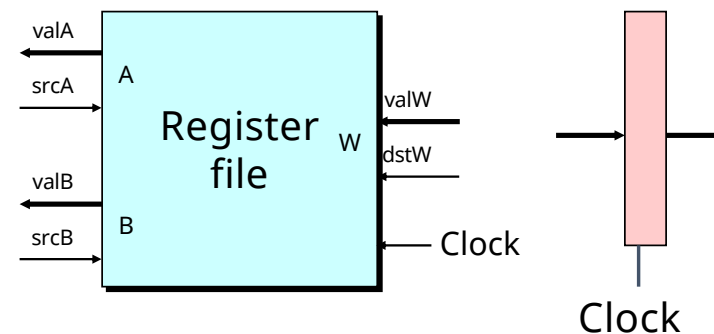 valA
srcA
A
Register
file
W
valW
dstW
valB
srcB
B
Clock
Clock